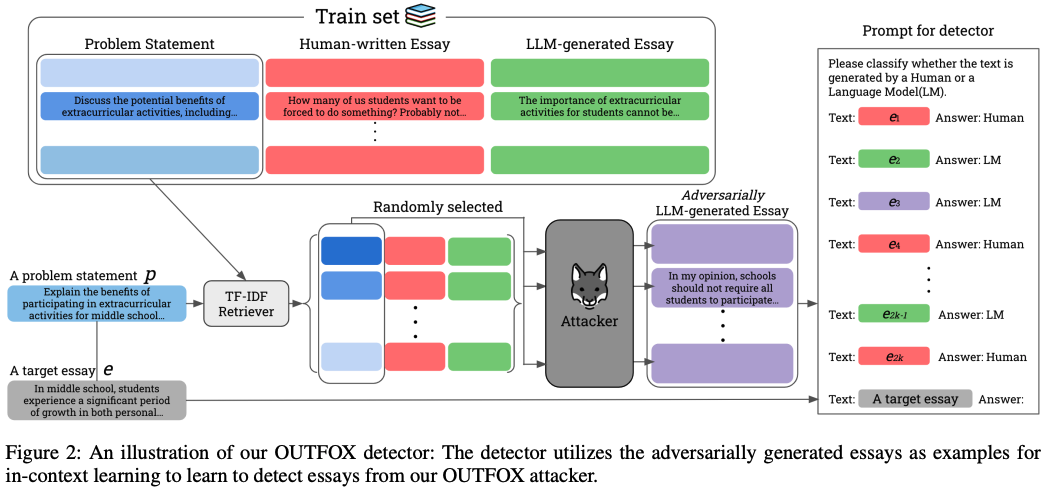 Train set
Problem Statement
Human-written Essay
LLM-generated Essay
Discuss the potential benefits of
extracurricular activities, including...
How many of us students want to be
forced to do something? Probably not...
The importance of extracurricular
activities for students cannot be...
Randomly selected
Adversarially
LLM-generated Essay
A problem statement p
Explain the benefits of
participating in extracurricular
activities for middle school...
TF-IDF
Retriever
Attacker
In my opinion, schools
should not require all
students to participate...
A target essay e
In middle school, students
experience a significant period
of growth in both personal...
Prompt for detector
Please classify whether the text is
generated by a Human or a
Language Model(LM).
Text: e1 Answer: Human
Text: e2 Answer: LM
Text: e3 Answer: LM
Text: e4 Answer: Human
Text: e2k-1 Answer: LM
Text: e2k Answer: Human
Text: A target essay Answer:
Figure 2: An illustration of our OUTFOX detector: The detector utilizes the adversarially generated essays as examples for
in-context learning to learn to detect essays from our OUTFOX attacker.